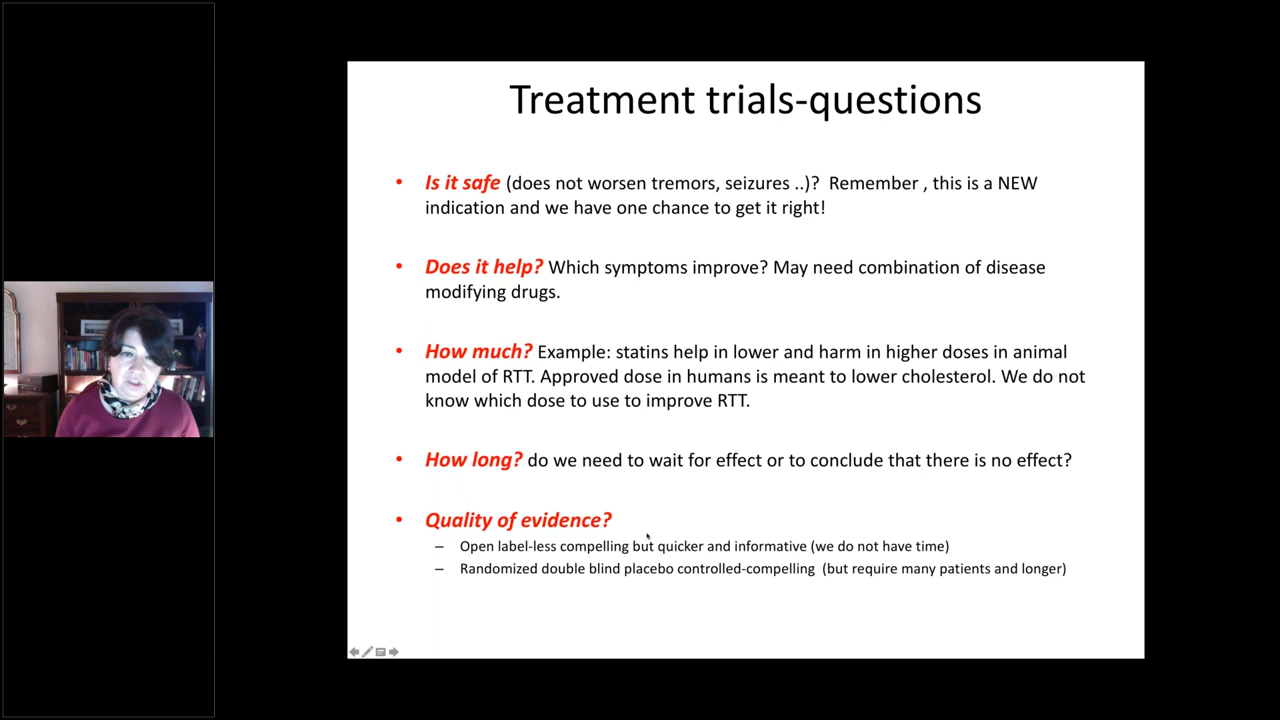 Treatment trials-questions
• Is it safe (does not worsen tremors, seizures ..)? Remember , this is a NEW
indication and we have one chance to get it right!
• Does it help? Which symptoms improve? May need combination of disease
modifying drugs.
• How much? Example: statins help in lower and harm in higher doses in animal
model of RTT. Approved dose in humans is meant to lower cholesterol. We do not
know which dose to use to improve RTT.
• How long? do we need to wait for effect or to conclude that there is no effect?
• Quality of evidence?
– Open label-less compelling but quicker and informative (we do not have time)
– Randomized double blind placebo controlled-compelling (but require many patients and longer)